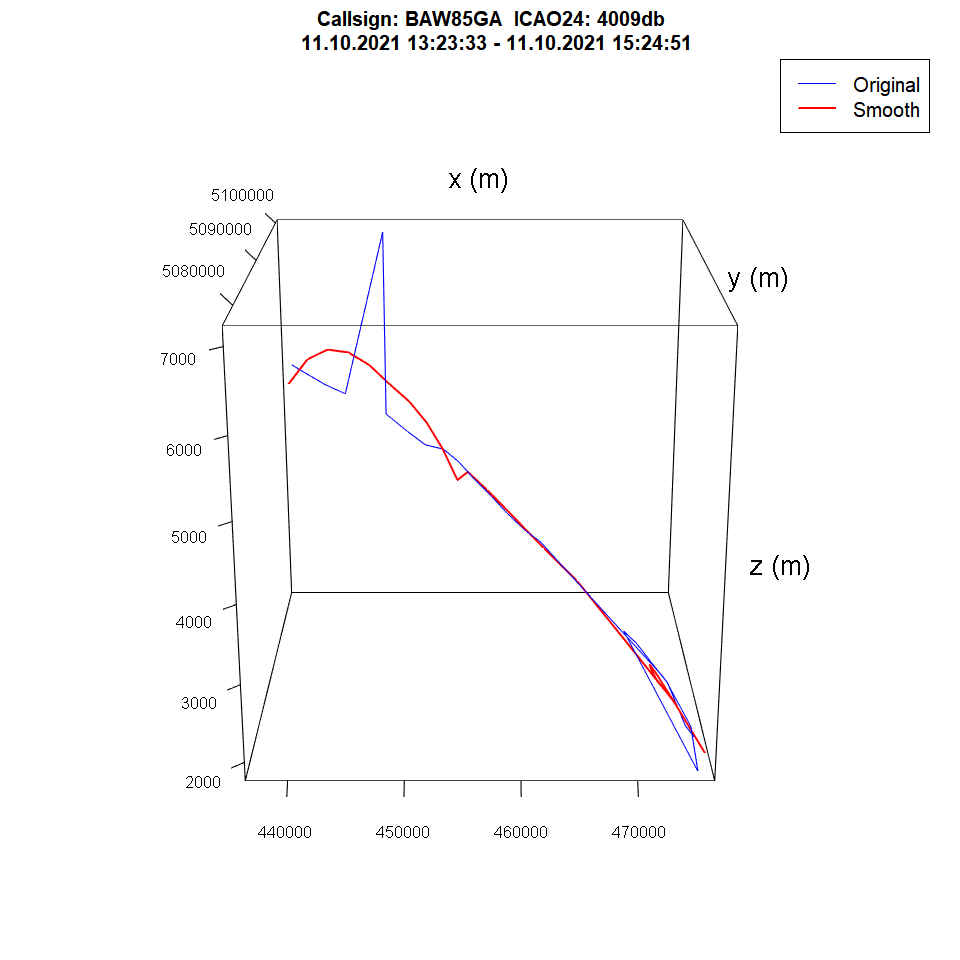 Callsign: BAW85GA  ICAO24: 4009db
11.10.2021 13:23:33 - 11.10.2021 15:24:51
Original
Smooth
x (m)
5100000
5090000
5080000
y (m)
7000
6000
5000
z (m)
4000
3000
2000
440000 450000 460000 470000